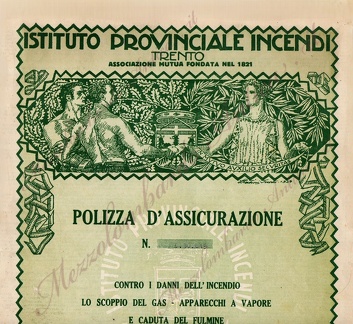 ISTITUTO PROVINCIALE INCENDI
TRENTO
ASSOCIAZIONE MUTUA FONDATA NEL 1821
POLIZZA D'ASSICURAZIONE
N.
CONTRO I DANNI DELL'INCENDIO
LO SCOPPIO DEL GAS - APPARECCHI A VAPORE
E CADUTA DEL FULMINE